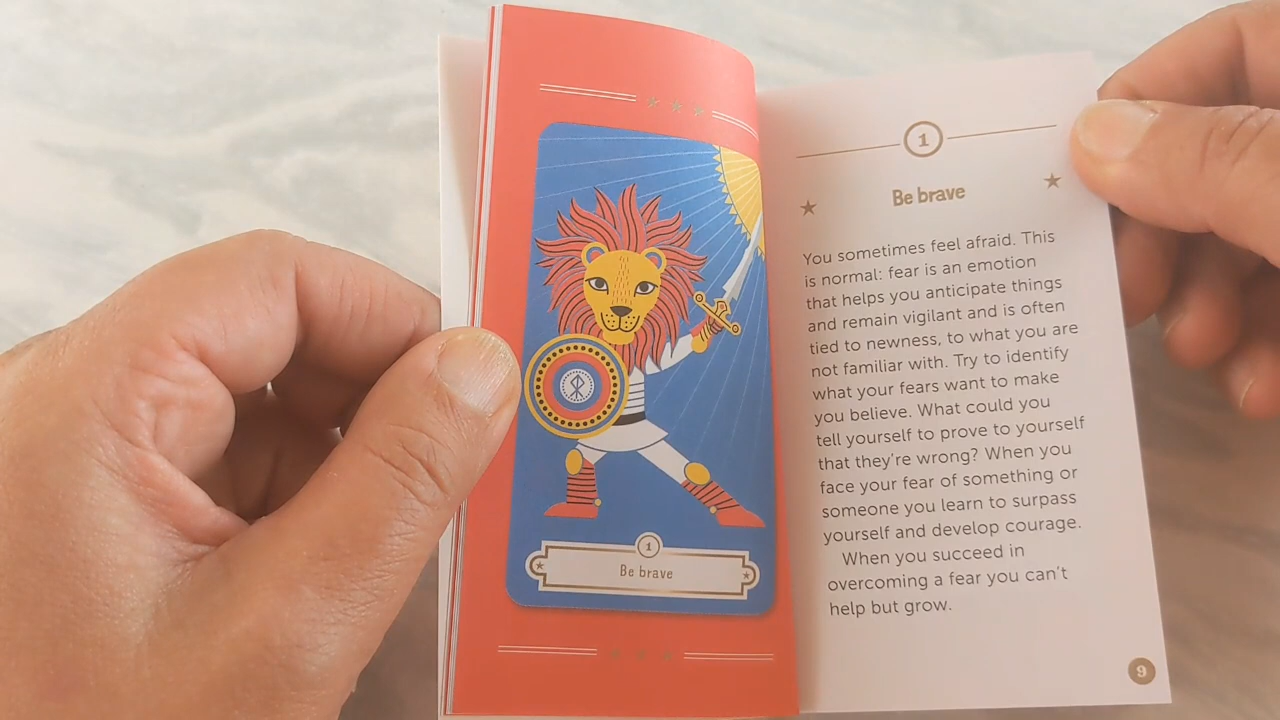 1
Be brave
1
Be brave
You sometimes feel afraid. This
is normal: fear is an emotion
that helps you anticipate things
and remain vigilant and is often
tied to newness, to what you are
not familiar with. Try to identify
what your fears want to make
you believe. What could you
tell yourself to prove to yourself
that they're wrong? When you
face your fear of something or
someone you learn to surpass
yourself and develop courage.
When you succeed in
overcoming a fear you can't
help but grow.
9